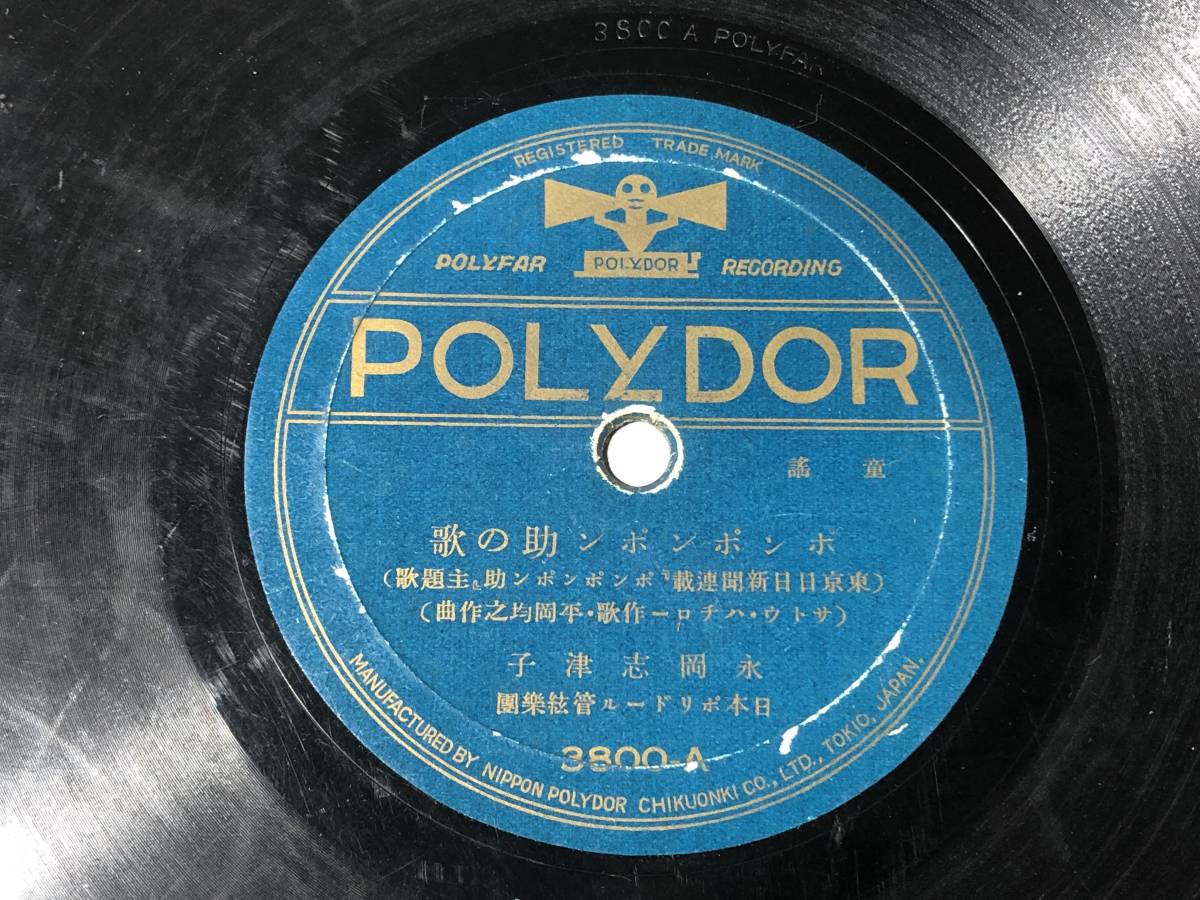 3800 A POLYFAR
REGISTERED TRADE MARK
POLYFAR POLYDOR RECORDING
POLYDOR
童謠
ポンポンポン助の歌
(東京日日新聞連載『ポンポンポン助』主題歌)
(サトウ・ハチロー作歌・平岡均之作曲)
永岡志津子
日本ポリドール管絃樂團
3800-A
MANUFACTURED BY NIPPON POLYDOR CHIKUONKI CO., LTD., TOKIO, JAPAN.